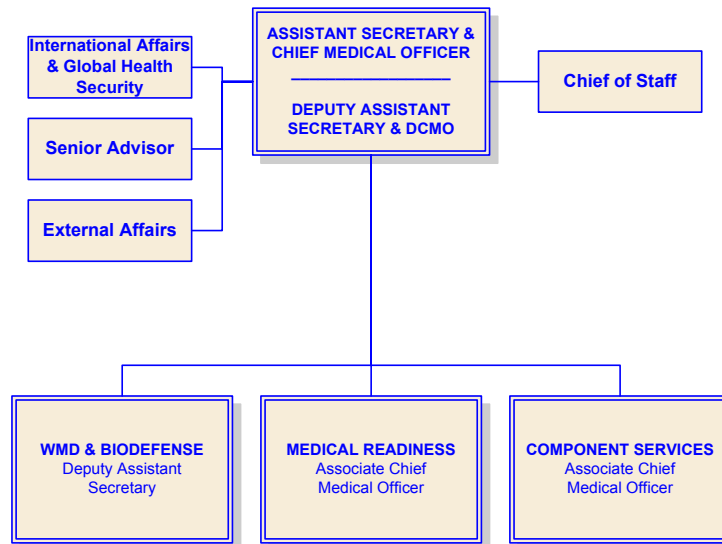 International Affairs
& Global Health
Security
Senior Advisor
External Affairs
ASSISTANT SECRETARY &
CHIEF MEDICAL OFFICER
DEPUTY ASSISTANT
SECRETARY & DCMO
Chief of Staff
WMD & BIODEFENSE
Deputy Assistant
Secretary
MEDICAL READINESS
Associate Chief
Medical Officer
COMPONENT SERVICES
Associate Chief
Medical Officer